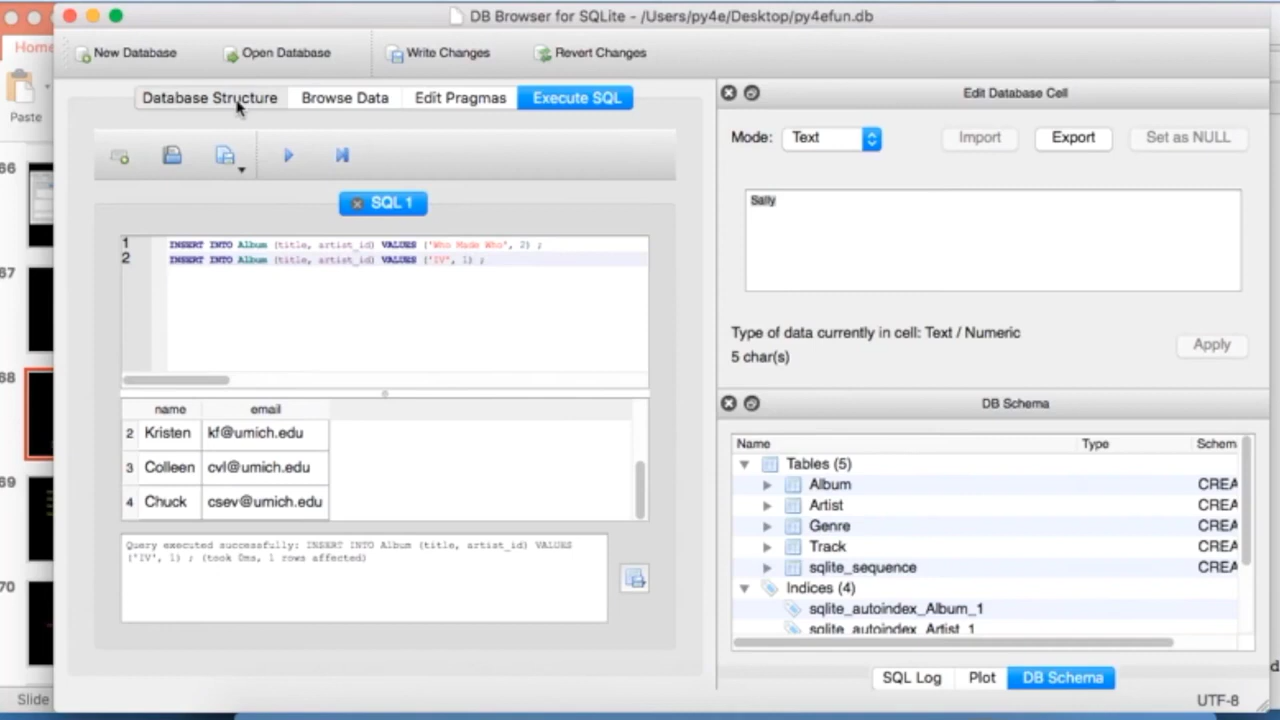 DB Browser for SQLite - /Users/py4e/Desktop/py4efun.db
Home
New Database Open Database Write Changes Revert Changes
Paste
Database Structure Browse Data Edit Pragmas Execute SQL
Edit Database Cell
Mode: Text Import Export Set as NULL
SQL 1
Sally
1 INSERT INTO Album (title, artist_id) VALUES ('Who Made Who', 2) ;
2 INSERT INTO Album (title, artist_id) VALUES ('IV', 1) ;
Type of data currently in cell: Text / Numeric
5 char(s)
Apply
name email
2 Kristen kf@umich.edu
3 Colleen cvl@umich.edu
4 Chuck csev@umich.edu
Query executed successfully: INSERT INTO Album (title, artist_id) VALUES
('IV', 1) ; (took 0ms, 1 rows affected)
DB Schema
Name Type Schem
Tables (5)
Album CREA
Artist CREA
Genre CREA
Track CREA
sqlite_sequence CREA
Indices (4)
sqlite_autoindex_Album_1
sqlite_autoindex_Artist_1
SQL Log Plot DB Schema
UTF-8
66
67
68
69
70
Slide